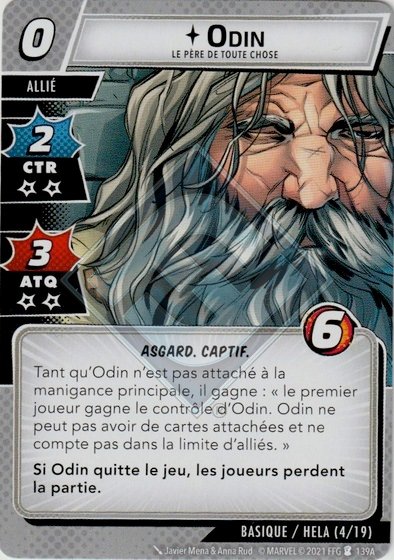 0
ODIN
LE PÈRE DE TOUTE CHOSE
ALLIÉ
2
CTR
3
ATQ
6
ASGARD. CAPTIF.
Tant qu'Odin n'est pas attaché à la
manigance principale, il gagne : « le premier
joueur gagne le contrôle d'Odin. Odin ne
peut pas avoir de cartes attachées et ne
compte pas dans la limite d'alliés. »
Si Odin quitte le jeu, les joueurs perdent
la partie.
BASIQUE / HELA (4/19)
Javier Mena & Anna Rud © MARVEL © 2021 FFG 139A